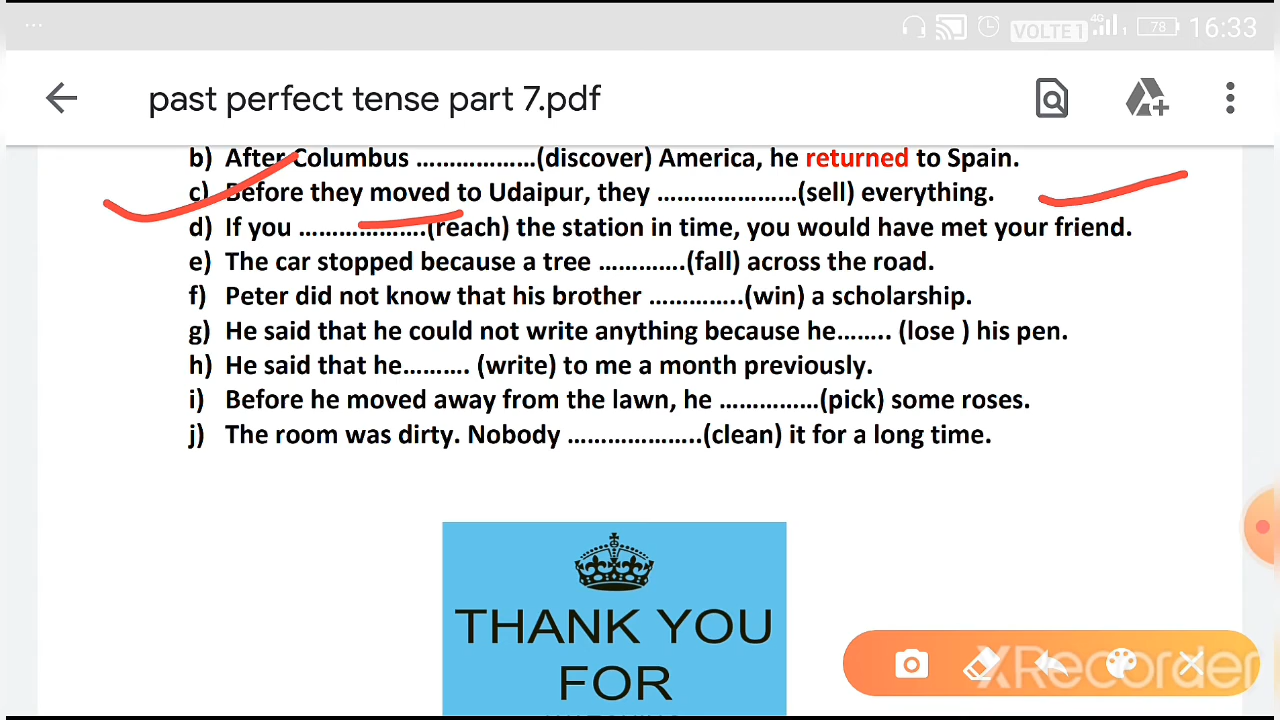 ... VOLTE 1 4G 1 78 16:33
past perfect tense part 7.pdf
b) After Columbus ………………(discover) America, he returned to Spain.
c) Before they moved to Udaipur, they …………………(sell) everything.
d) If you ……………….(reach) the station in time, you would have met your friend.
e) The car stopped because a tree ………….(fall) across the road.
f) Peter did not know that his brother …………..(win) a scholarship.
g) He said that he could not write anything because he…….. (lose ) his pen.
h) He said that he………. (write) to me a month previously.
i) Before he moved away from the lawn, he ……………(pick) some roses.
j) The room was dirty. Nobody ………………..(clean) it for a long time.
THANK YOU
FOR
XRecorder